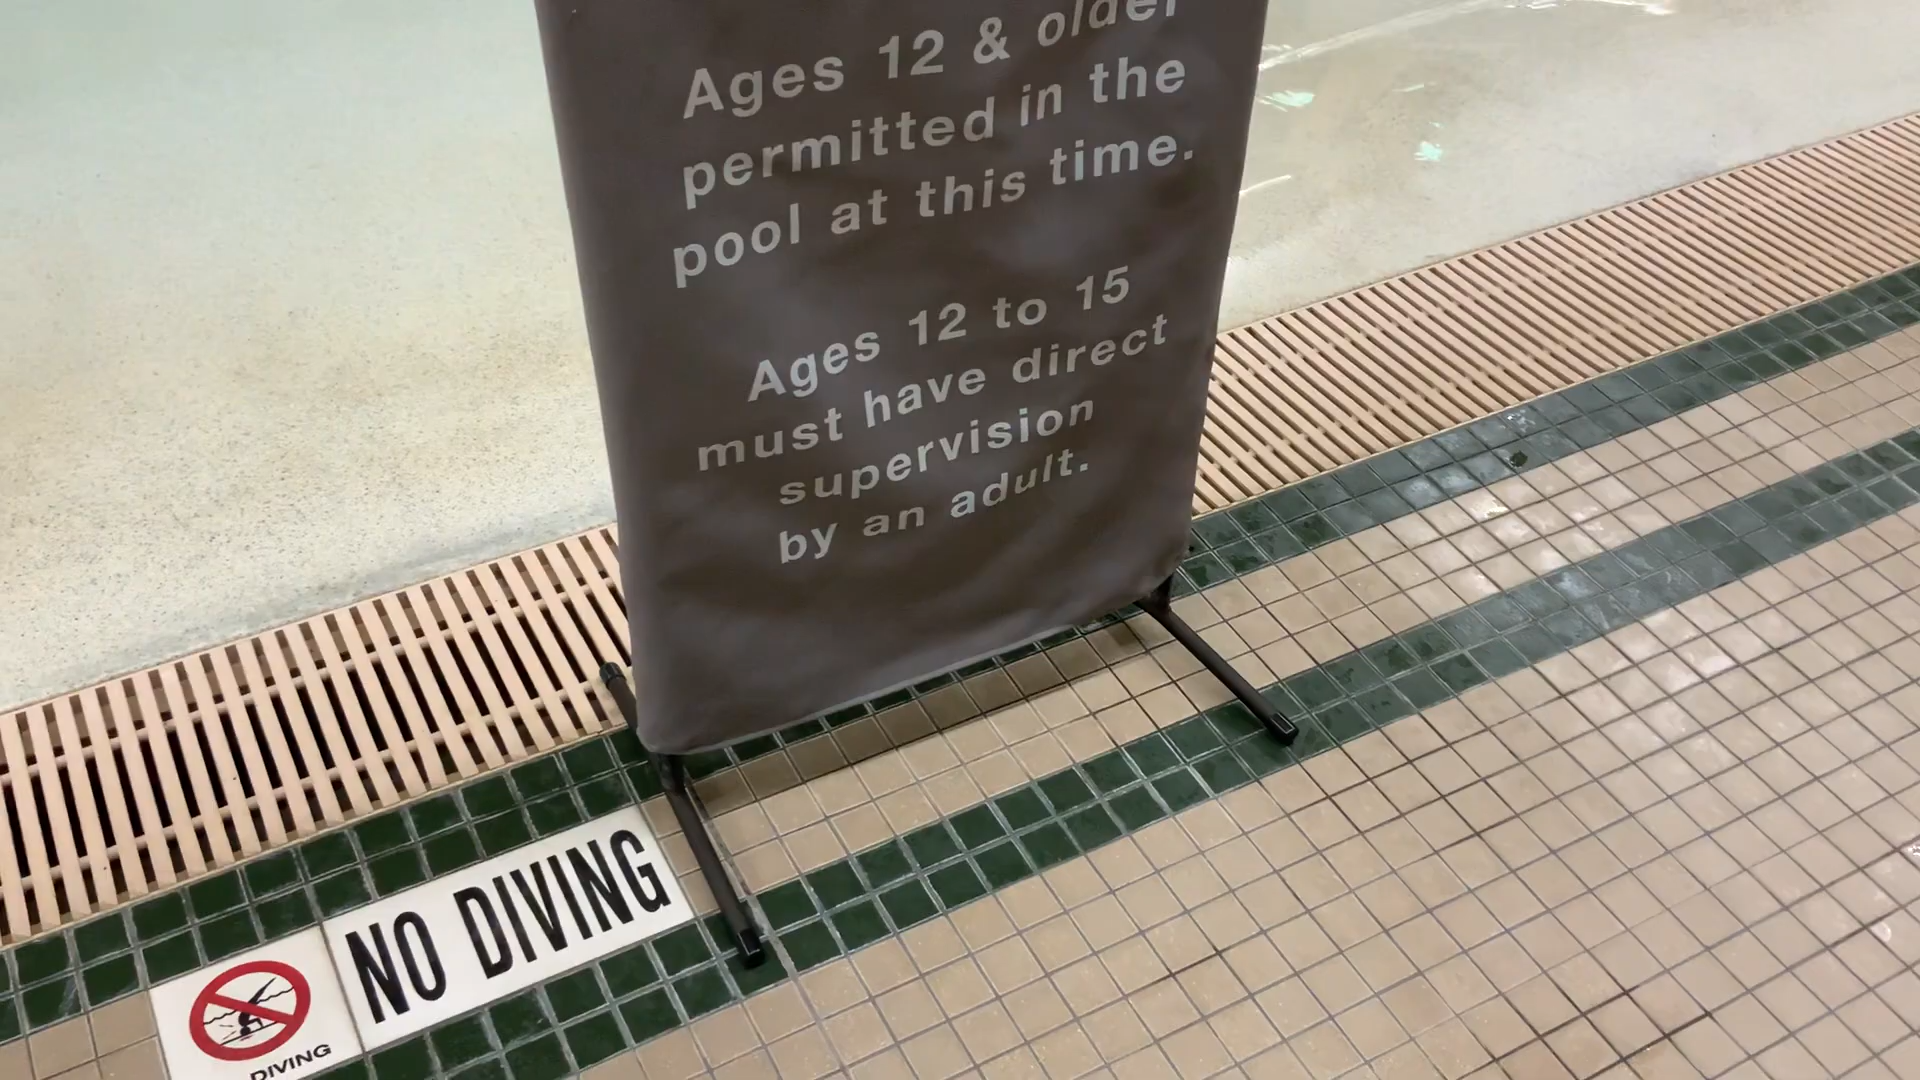 Ages 12 & older
permitted in the
pool at this time.
Ages 12 to 15
must have direct
supervision
by an adult.
NO DIVING
DIVING